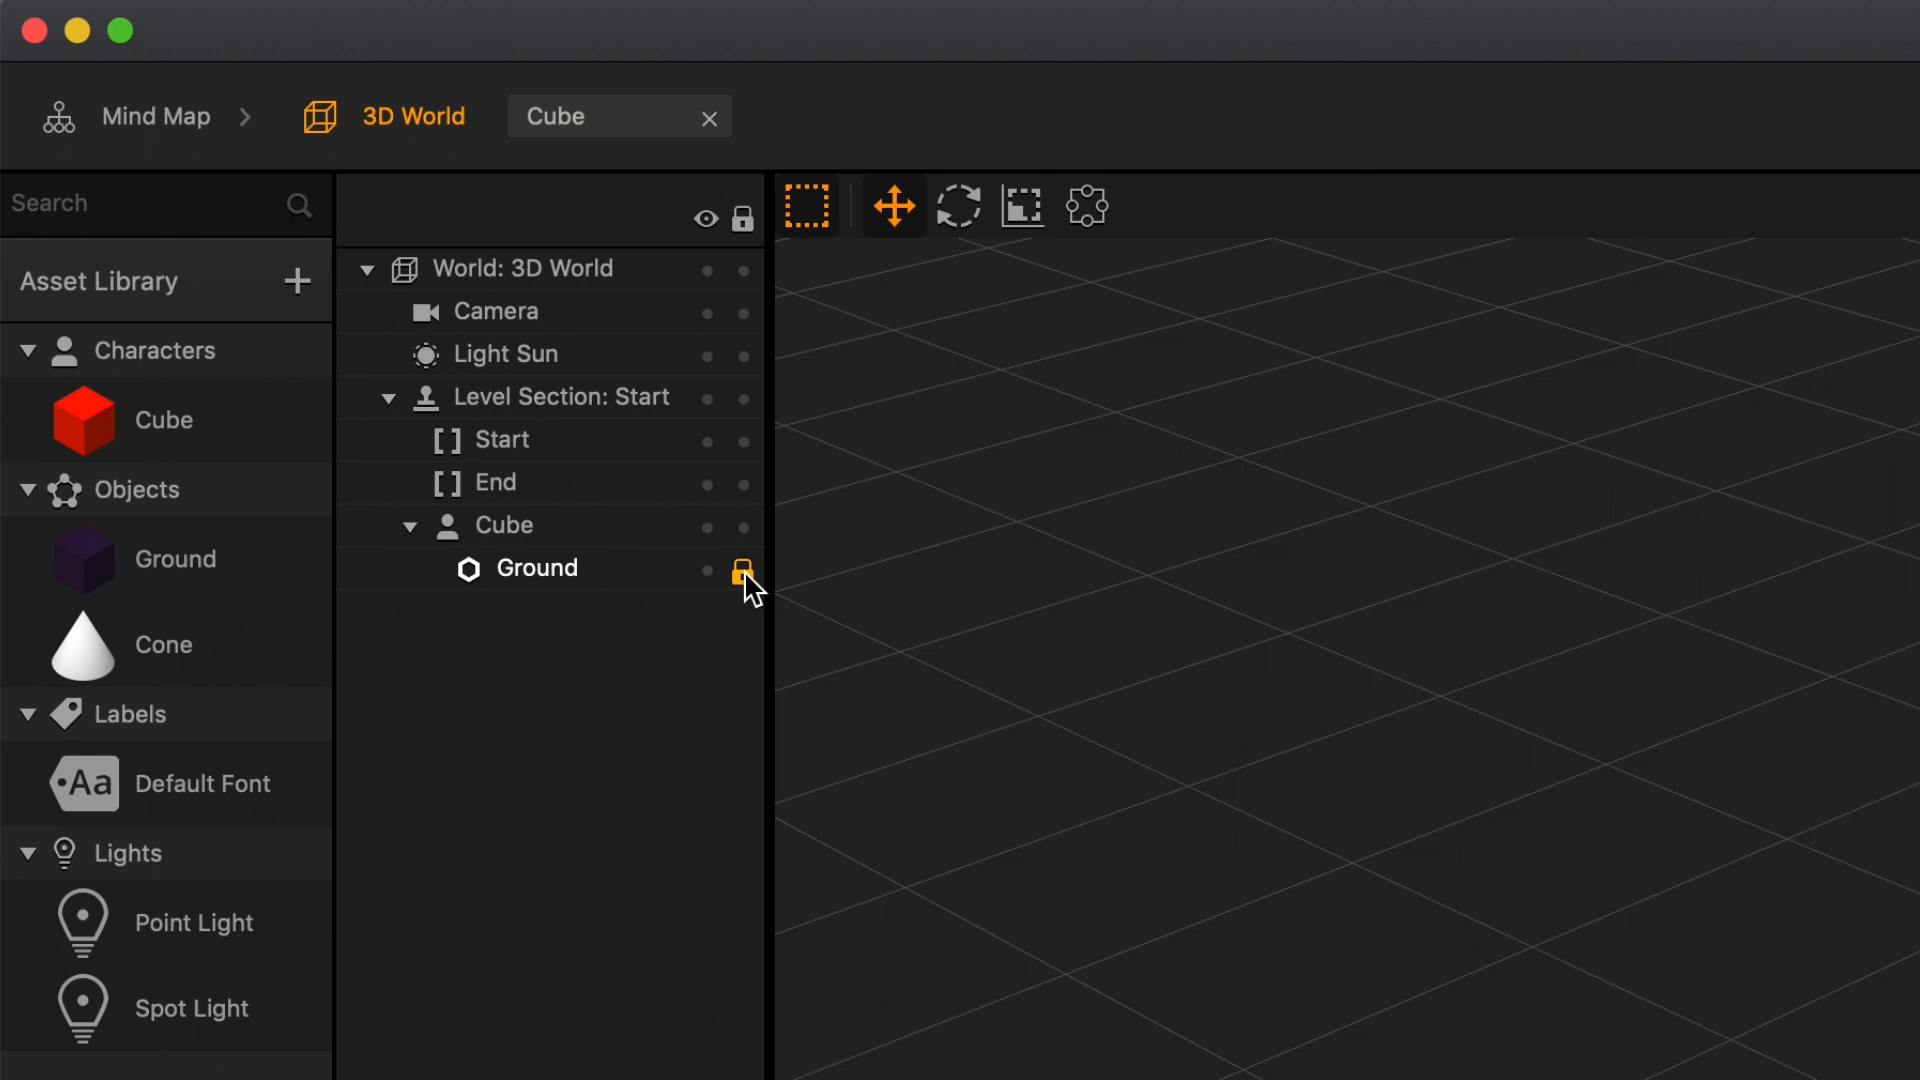 Mind Map
3D World
Cube
Search
Asset Library
Characters
Cube
Objects
Ground
Cone
Labels
Aa
Default Font
Lights
Point Light
Spot Light
World: 3D World
Camera
Light Sun
Level Section: Start
Start
End
Cube
Ground